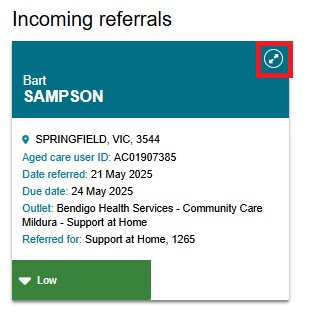 Incoming referrals
Bart
SAMPSON
SPRINGFIELD, VIC, 3544
Aged care user ID: AC01907385
Date referred: 21 May 2025
Due date: 24 May 2025
Outlet: Bendigo Health Services - Community Care
Mildura - Support at Home
Referred for: Support at Home, 1265
Low